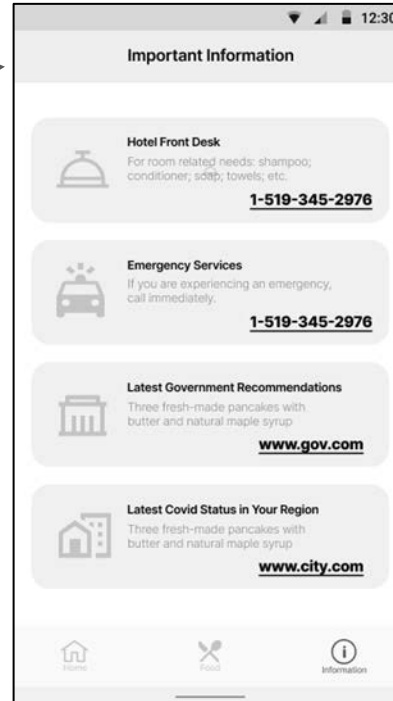 12:30
Important Information
Hotel Front Desk
For room related needs: shampoo;
conditioner; soap; towels; etc.
1-519-345-2976
Emergency Services
If you are experiencing an emergency,
call immediately.
1-519-345-2976
Latest Government Recommendations
Three fresh-made pancakes with
butter and natural maple syrup
www.gov.com
Latest Covid Status in Your Region
Three fresh-made pancakes with
butter and natural maple syrup
www.city.com
Home Food Information